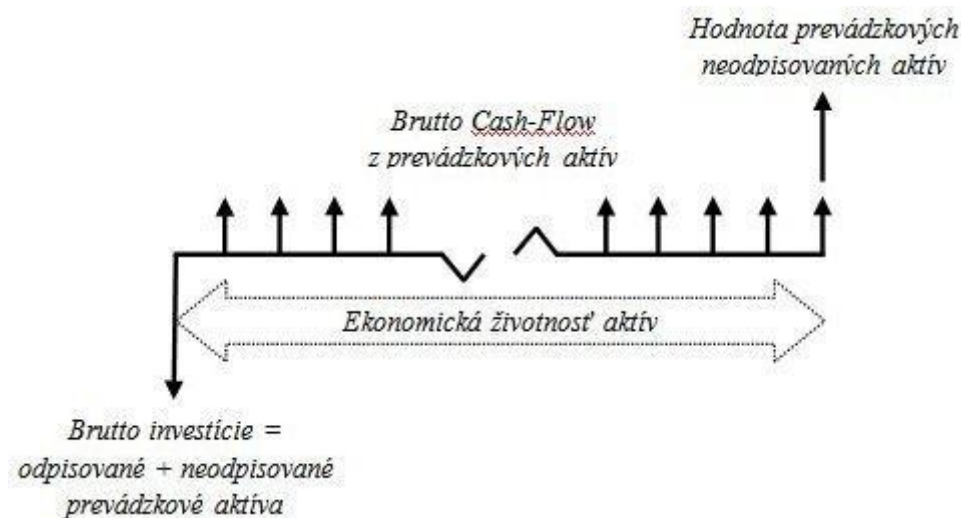 Hodnota prevádzkových
neodpisovaných aktív
Brutto Cash-Flow
z prevádzkových aktív
Ekonomická životnosť aktív
Brutto investície =
odpisované + neodpisované
prevádzkové aktíva